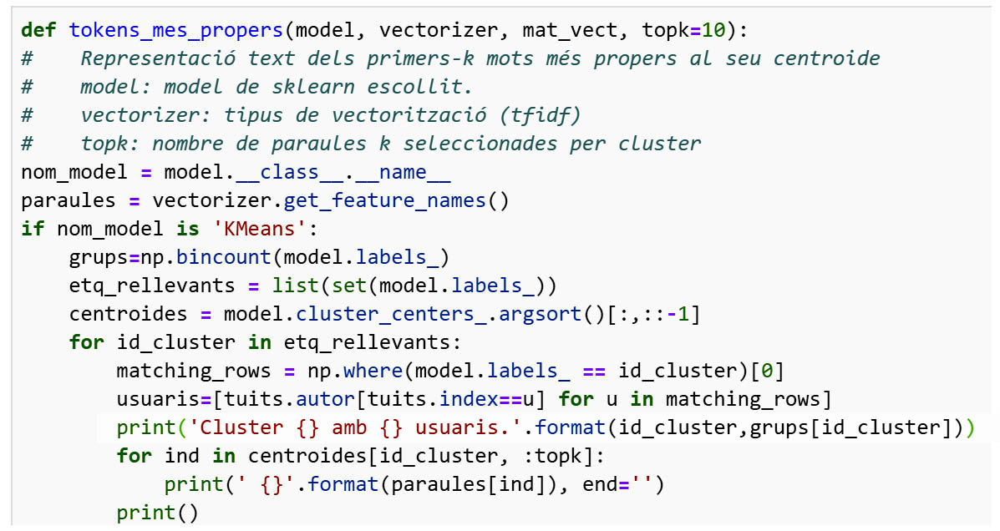 def tokens_mes_propers(model, vectorizer, mat_vect, topk=10):
#    Representació text dels primers-k mots més propers al seu centroide
#    model: model de sklearn escollit.
#    vectorizer: tipus de vectorització (tfidf)
#    topk: nombre de paraules k seleccionades per cluster
nom_model = model.__class__.__name__
paraules = vectorizer.get_feature_names()
if nom_model is 'KMeans':
    grups=np.bincount(model.labels_)
    etq_rellevants = list(set(model.labels_))
    centroides = model.cluster_centers_.argsort()[:,::-1]
    for id_cluster in etq_rellevants:
        matching_rows = np.where(model.labels_ == id_cluster)[0]
        usuaris=[tuits.autor[tuits.index==u] for u in matching_rows]
        print('Cluster {} amb {} usuaris.'.format(id_cluster,grups[id_cluster]))
        for ind in centroides[id_cluster, :topk]:
            print(' {}'.format(paraules[ind]), end='')
        print()